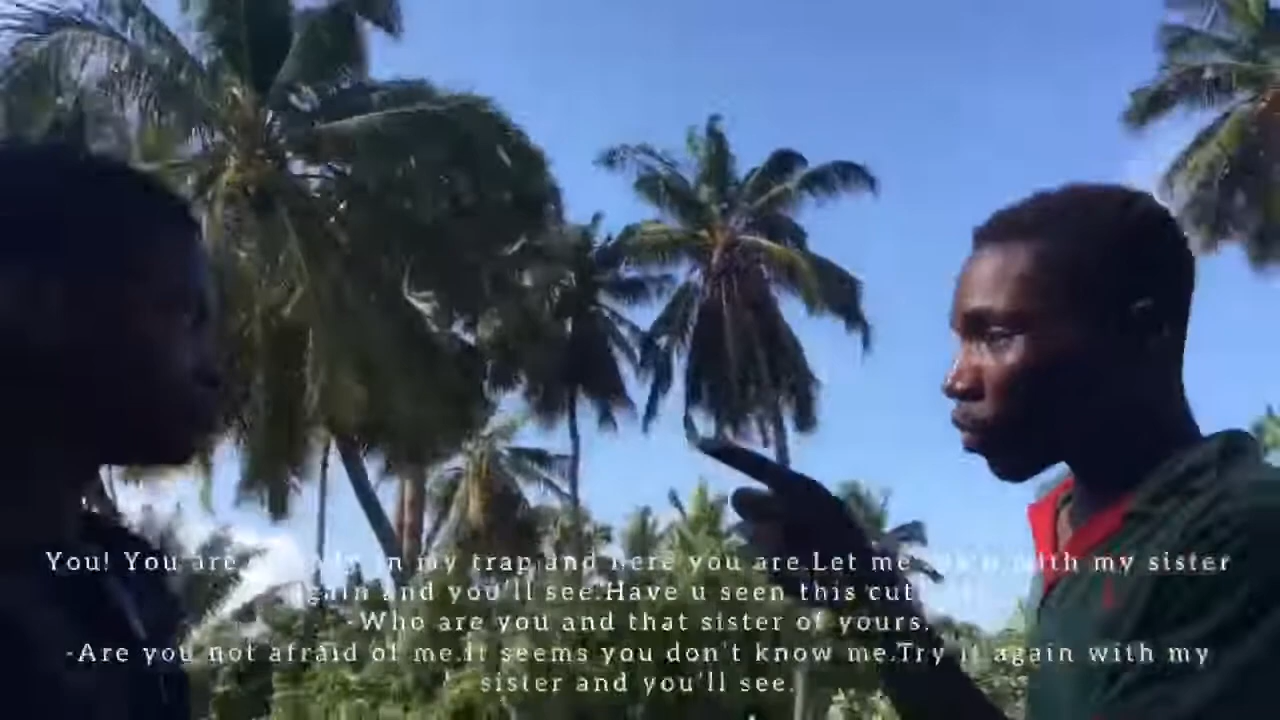 You! You are in my trap and here you are.Let me with my sister
again and you'll see.Have u seen this
-Who are you and that sister of yours.
-Are you not afraid of me.It seems you don't know me.Try it again with my
sister and you'll see.